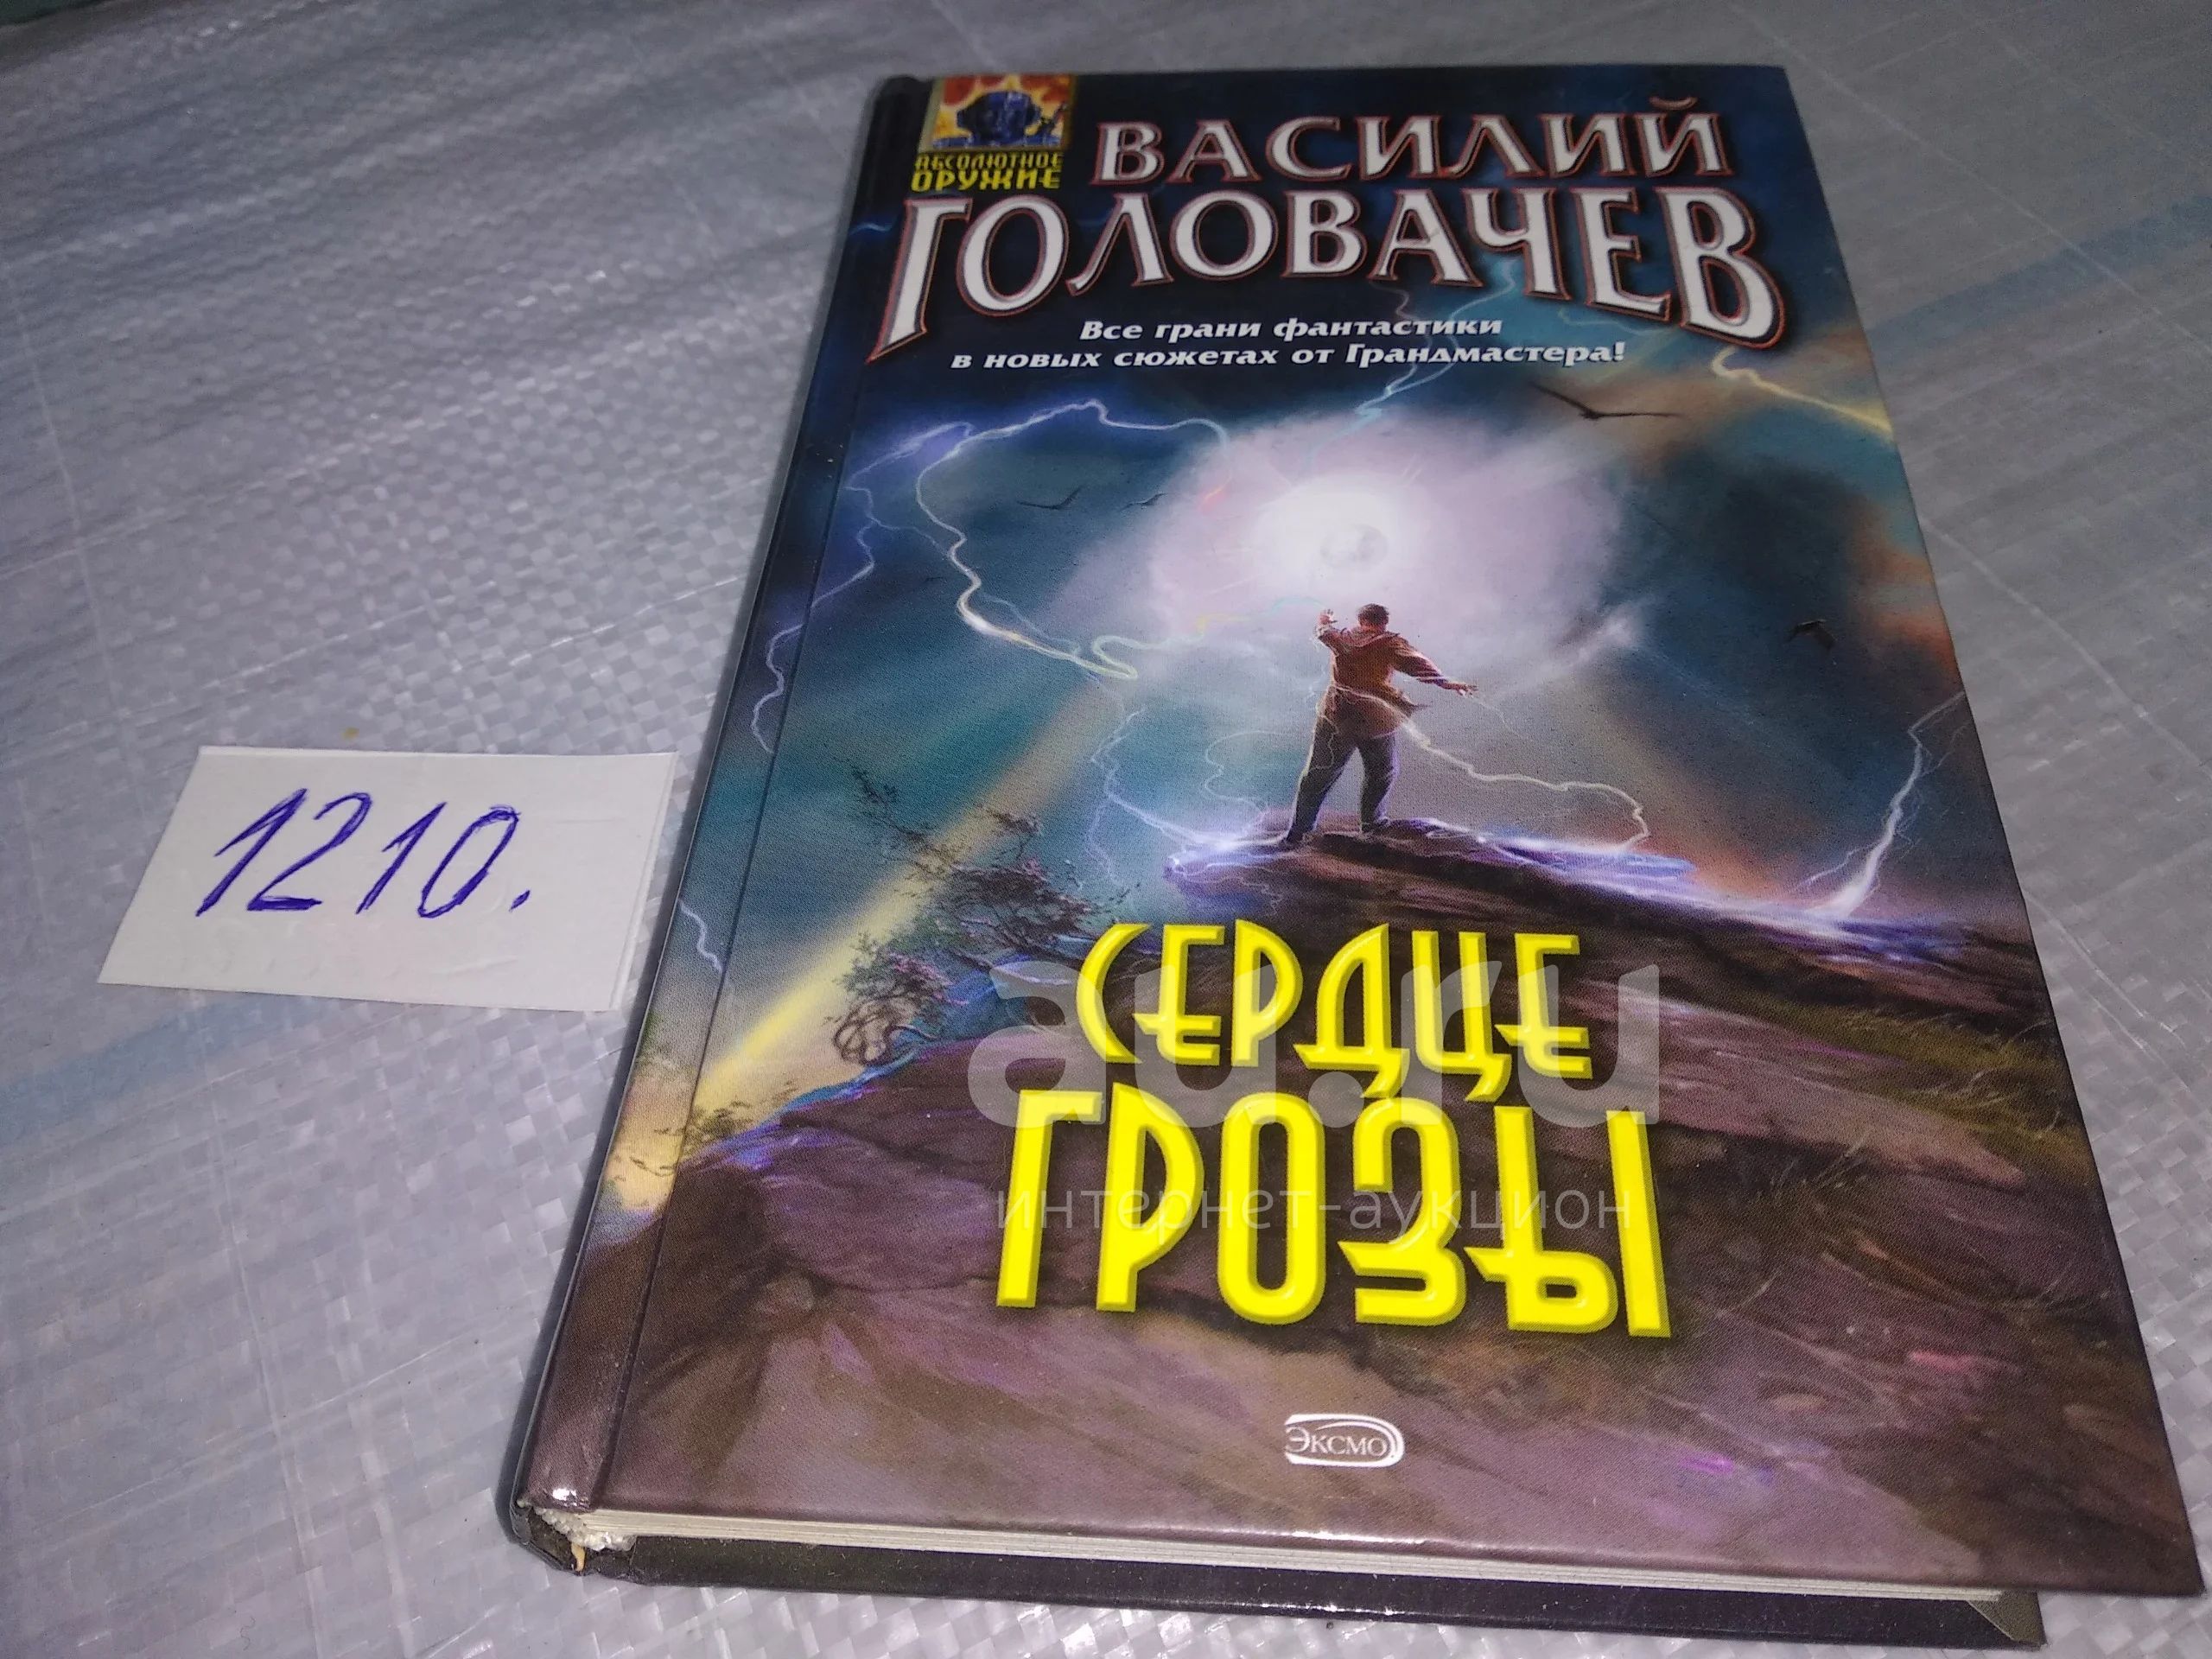 АБСОЛЮТНОЕ
ОРУЖИЕ
ВАСИЛИЙ
ГОЛОВАЧЕВ
Все грани фантастики
в новых сюжетах от Грандмастера!
1210.
СЕРДЦЕ
ГРОЗЫ
au.ru
интернет-аукцион
ЭКСМО